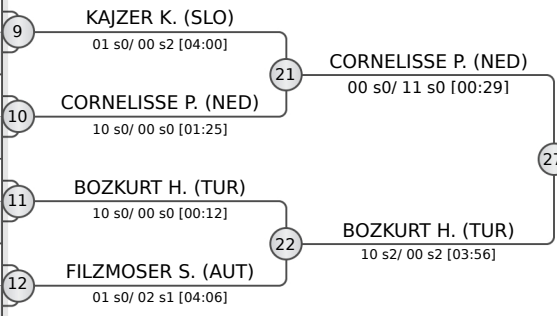 9
KAJZER K. (SLO)
01 s0/ 00 s2 [04:00]
21
CORNELISSE P. (NED)
00 s0/ 11 s0 [00:29]
10
CORNELISSE P. (NED)
10 s0/ 00 s0 [01:25]
27
11
BOZKURT H. (TUR)
10 s0/ 00 s0 [00:12]
22
BOZKURT H. (TUR)
10 s2/ 00 s2 [03:56]
12
FILZMOSER S. (AUT)
01 s0/ 02 s1 [04:06]